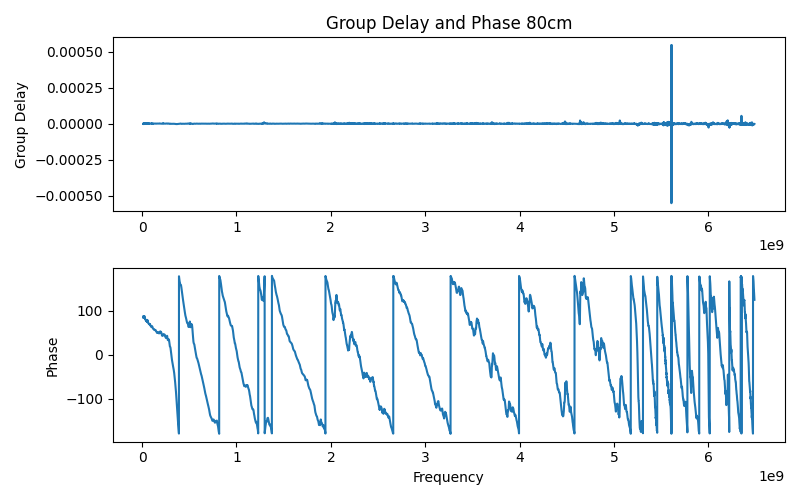 Group Delay and Phase 80cm
Group Delay
0.00050
0.00025
0.00000
−0.00025
−0.00050
0 1 2 3 4 5 6
1e9
Phase
100
0
−100
0 1 2 3 4 5 6
Frequency
1e9